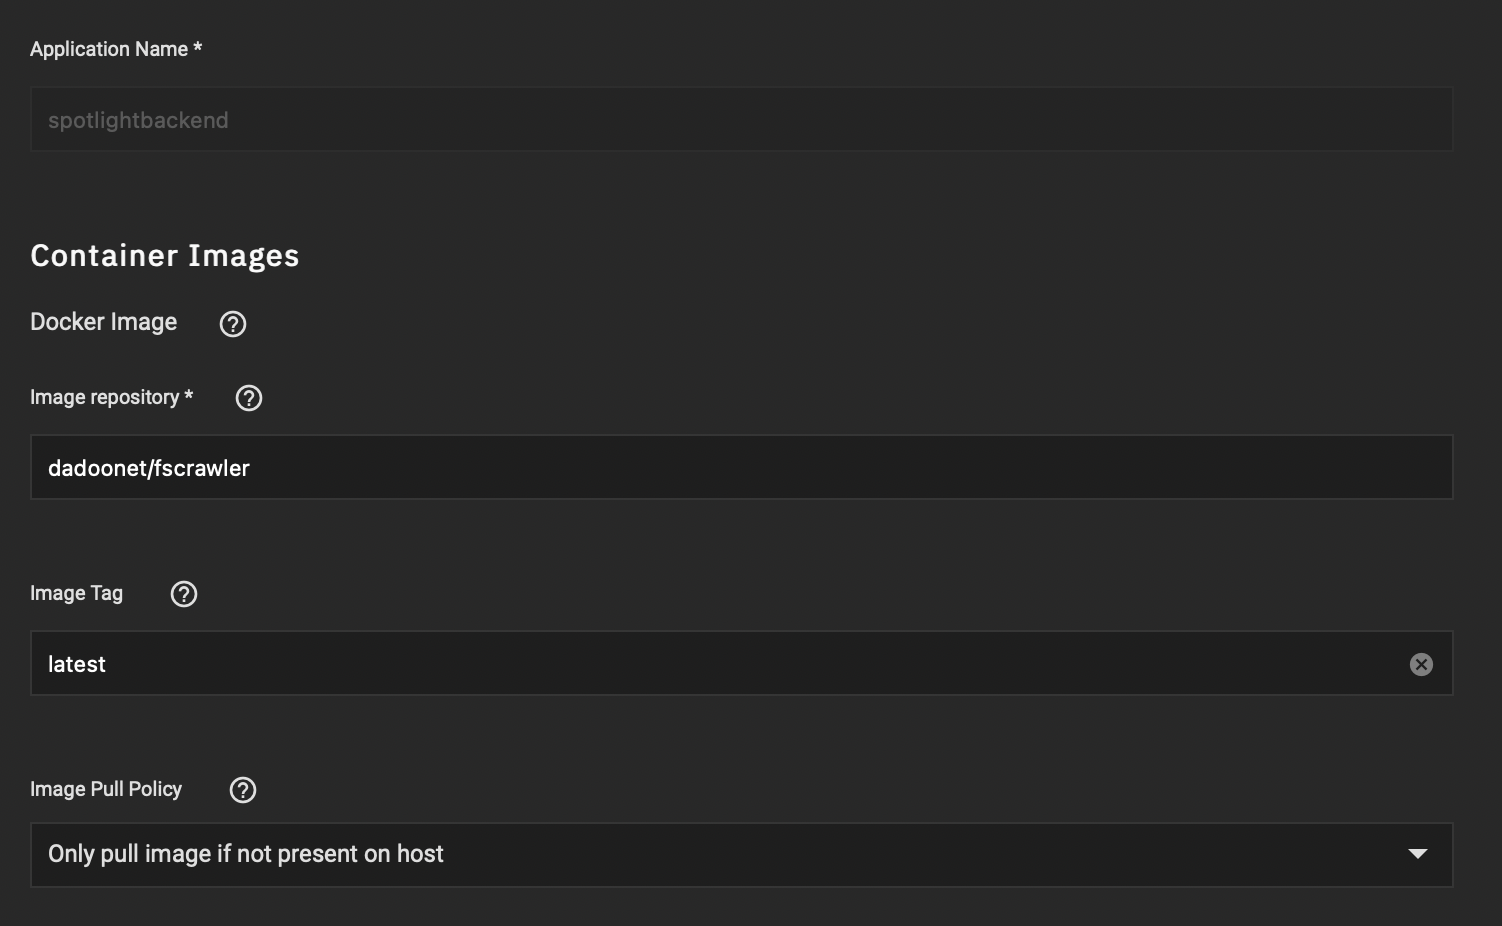 Application Name *
spotlightbackend
Container Images
Docker Image
Image repository *
dadoonet/fscrawler
Image Tag
latest
Image Pull Policy
Only pull image if not present on host